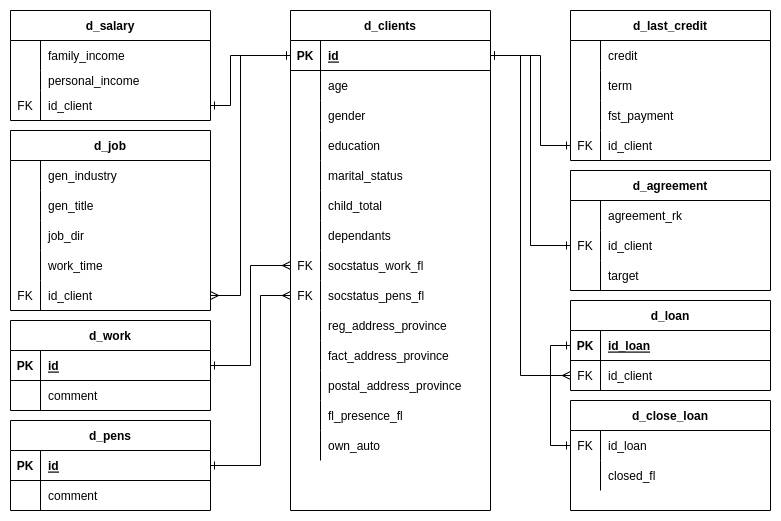 d_salary
family_income
personal_income
FK id_client
d_job
gen_industry
gen_title
job_dir
work_time
FK id_client
d_work
PK id
comment
d_pens
PK id
comment
d_clients
PK id
age
gender
education
marital_status
child_total
dependants
FK socstatus_work_fl
FK socstatus_pens_fl
reg_address_province
fact_address_province
postal_address_province
fl_presence_fl
own_auto
d_last_credit
credit
term
fst_payment
FK id_client
d_agreement
agreement_rk
FK id_client
target
d_loan
PK id_loan
FK id_client
d_close_loan
FK id_loan
closed_fl